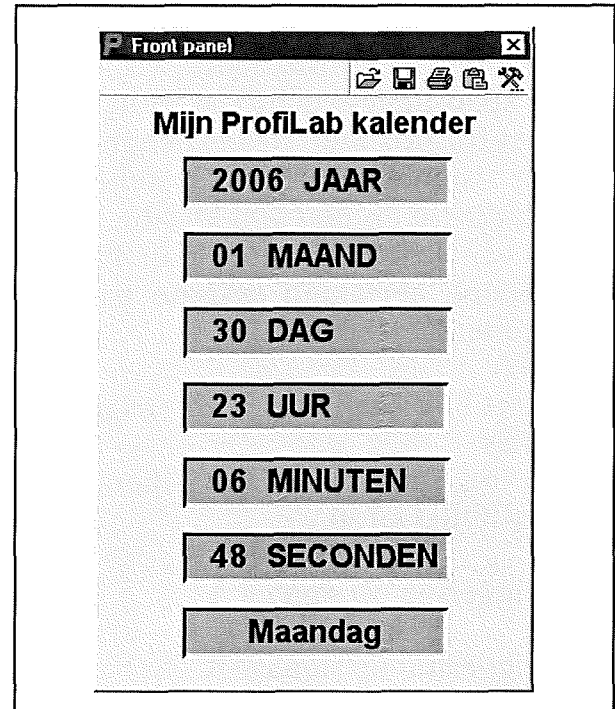 Front panel
Mijn ProfiLab kalender
2006 JAAR
01 MAAND
30 DAG
23 UUR
06 MINUTEN
48 SECONDEN
Maandag